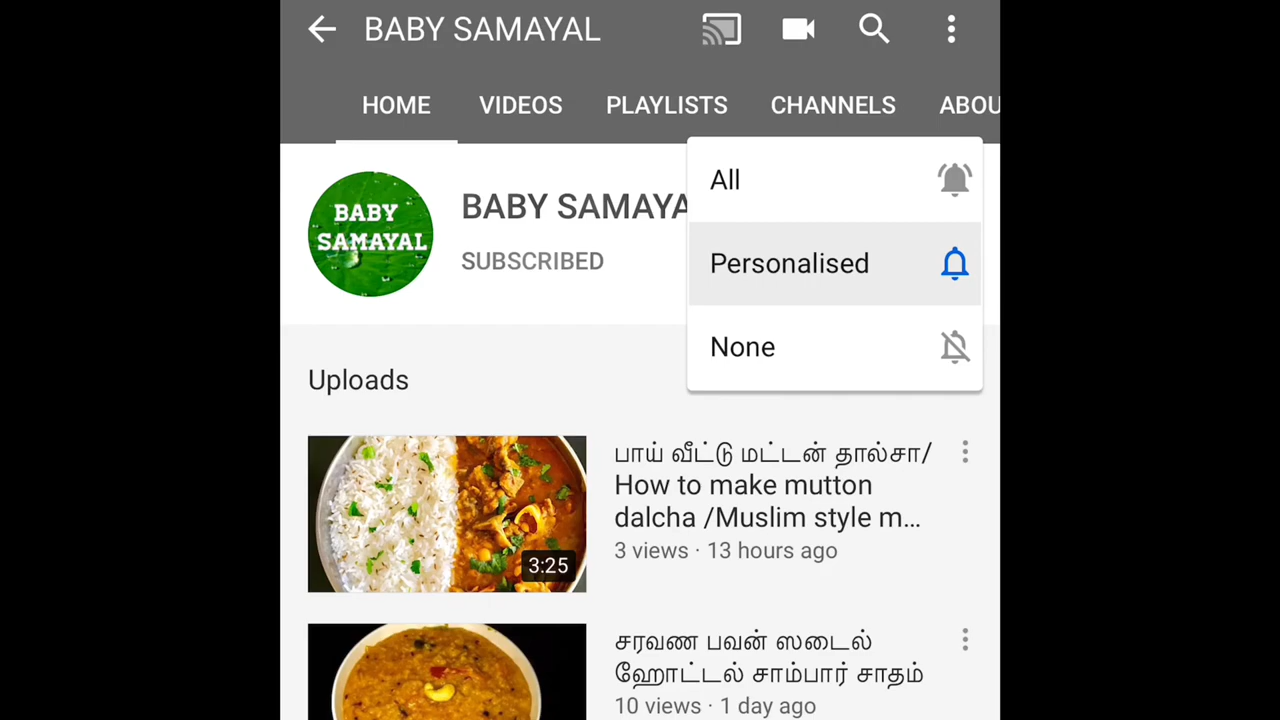 BABY SAMAYAL
HOME VIDEOS PLAYLISTS CHANNELS ABOU
BABY
SAMAYAL
BABY SAMAYA
SUBSCRIBED
All
Personalised
None
Uploads
3:25
பாய் வீட்டு மட்டன் தால்சா/
How to make mutton
dalcha /Muslim style m...
3 views · 13 hours ago
சரவண பவன் ஸடைல்
ஹோட்டல் சாம்பார் சாதம்
10 views · 1 day ago